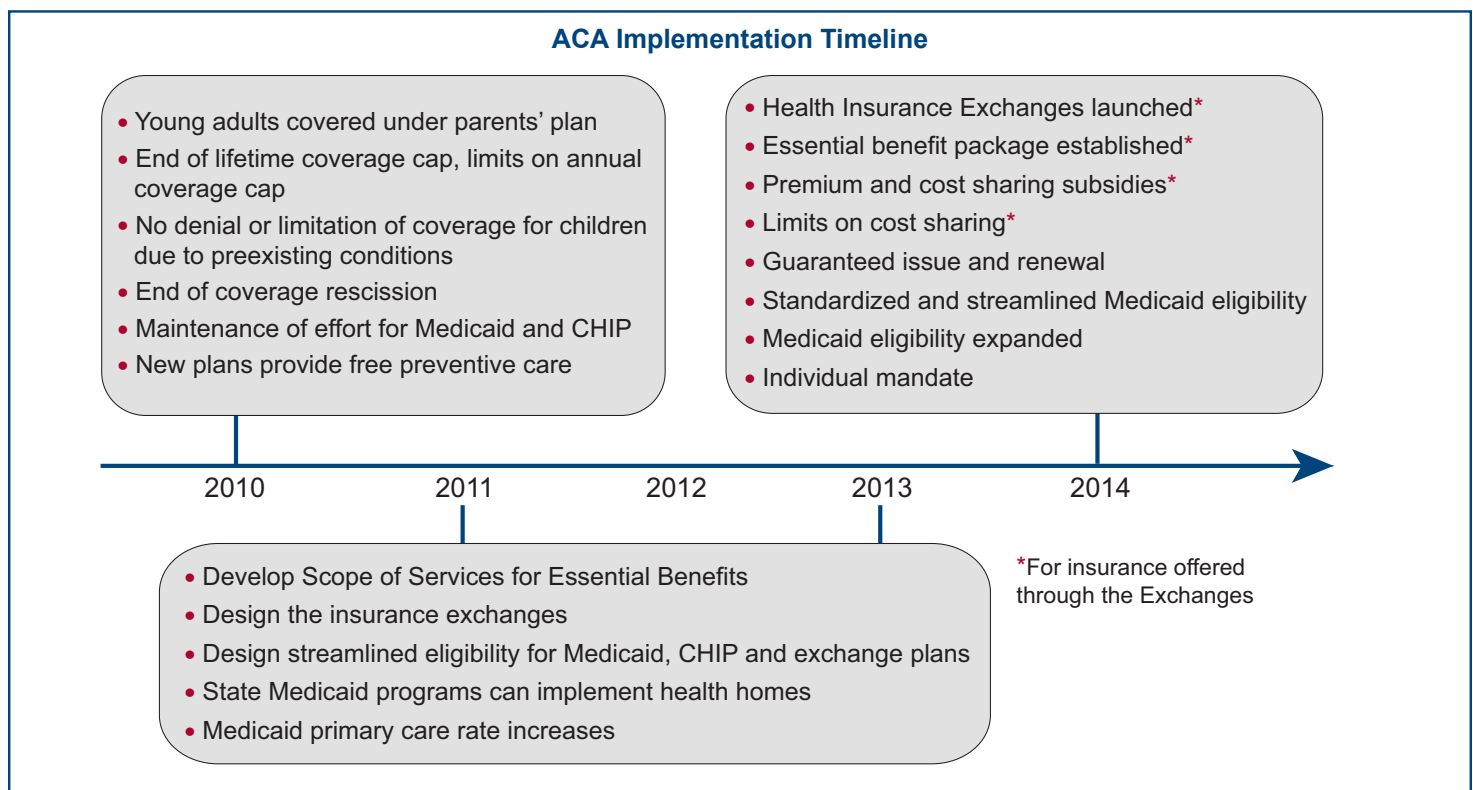 ACA Implementation Timeline
• Young adults covered under parents’ plan
• End of lifetime coverage cap, limits on annual
coverage cap
• No denial or limitation of coverage for children
due to preexisting conditions
• End of coverage rescission
• Maintenance of effort for Medicaid and CHIP
• New plans provide free preventive care
• Health Insurance Exchanges launched*
• Essential benefit package established*
• Premium and cost sharing subsidies*
• Limits on cost sharing*
• Guaranteed issue and renewal
• Standardized and streamlined Medicaid eligibility
• Medicaid eligibility expanded
• Individual mandate
2010 2011 2012 2013 2014
• Develop Scope of Services for Essential Benefits
• Design the insurance exchanges
• Design streamlined eligibility for Medicaid, CHIP and exchange plans
• State Medicaid programs can implement health homes
• Medicaid primary care rate increases
*For insurance offered
through the Exchanges